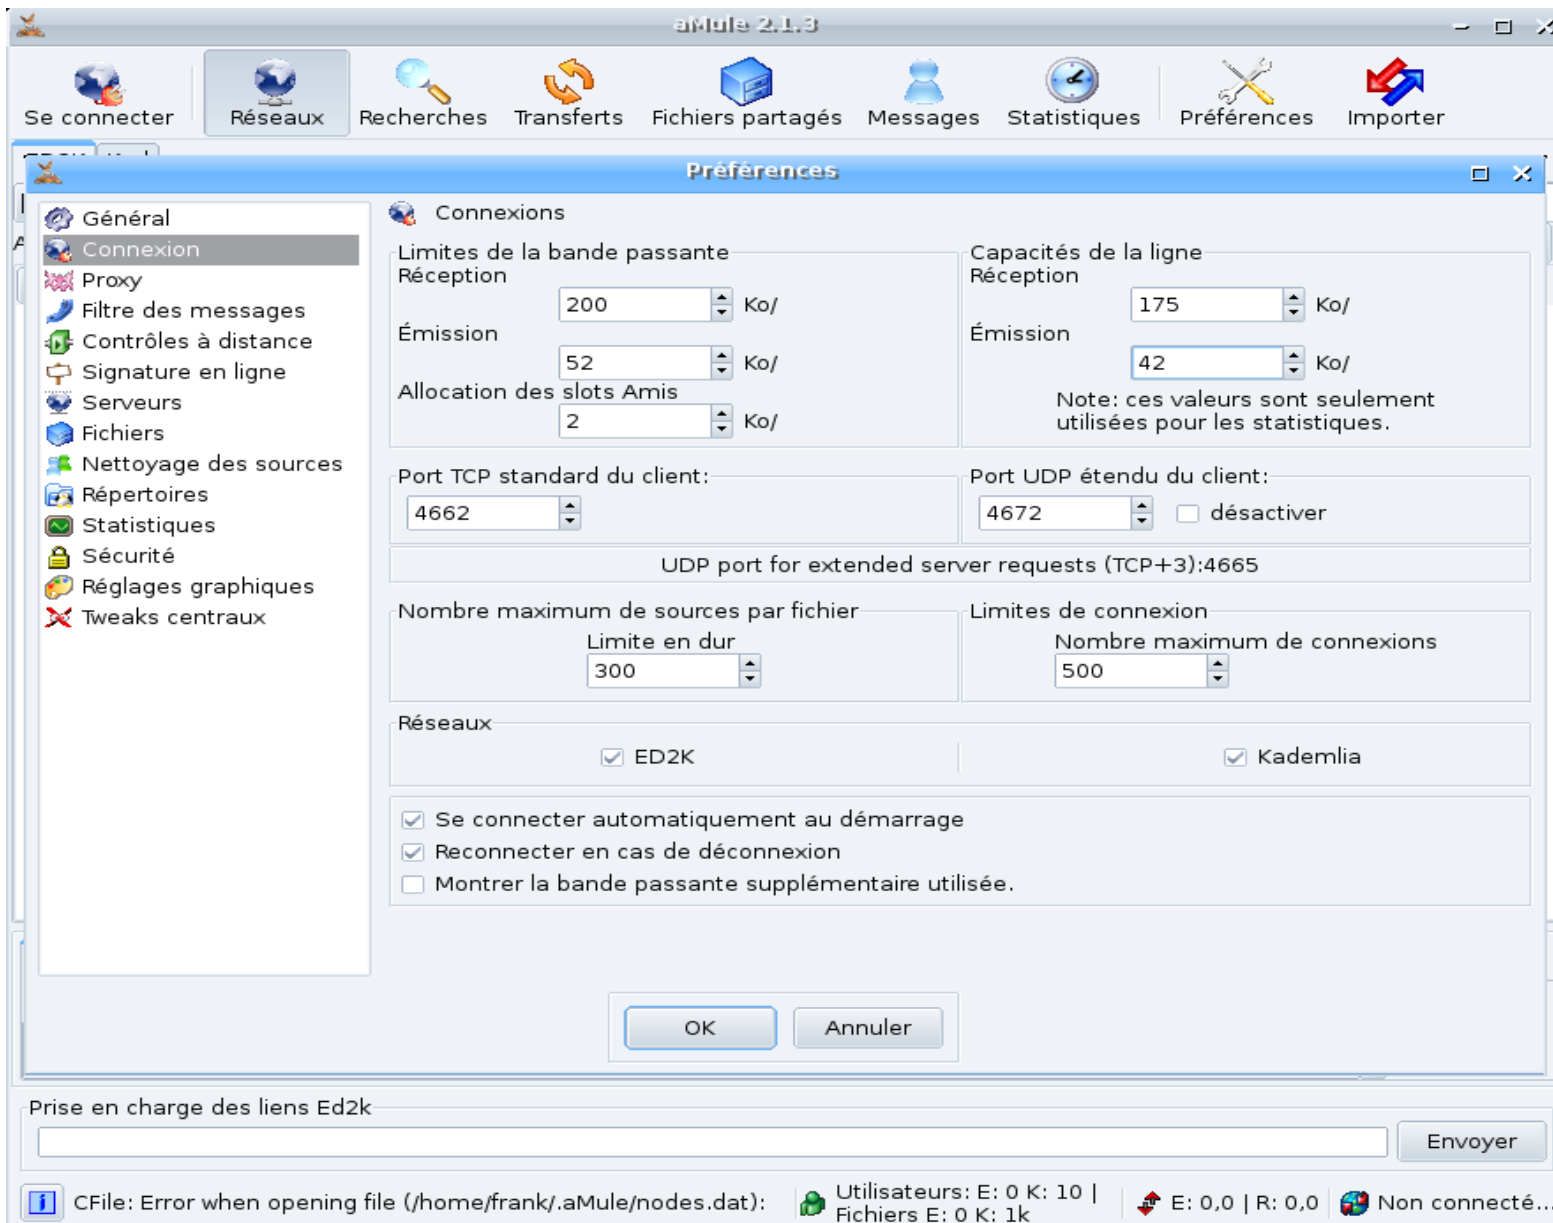 aMule 2.1.3
Se connecter
Réseaux
Recherches
Transferts
Fichiers partagés
Messages
Statistiques
Préférences
Importer
Préférences
Général
Connexion
Proxy
Filtre des messages
Contrôles à distance
Signature en ligne
Serveurs
Fichiers
Nettoyage des sources
Répertoires
Statistiques
Sécurité
Réglages graphiques
Tweaks centraux
Connexions
Limites de la bande passante
Réception
200 Ko/
Émission
52 Ko/
Allocation des slots Amis
2 Ko/
Capacités de la ligne
Réception
175 Ko/
Émission
42 Ko/
Note: ces valeurs sont seulement
utilisées pour les statistiques.
Port TCP standard du client:
4662
Port UDP étendu du client:
4672 désactiver
UDP port for extended server requests (TCP+3):4665
Nombre maximum de sources par fichier
Limite en dur
300
Limites de connexion
Nombre maximum de connexions
500
Réseaux
ED2K
Kademlia
Se connecter automatiquement au démarrage
Reconnecter en cas de déconnexion
Montrer la bande passante supplémentaire utilisée.
OK
Annuler
Prise en charge des liens Ed2k
Envoyer
CFile: Error when opening file (/home/frank/.aMule/nodes.dat):
Utilisateurs: E: 0 K: 10 |
Fichiers E: 0 K: 1k
E: 0,0 | R: 0,0
Non connecté...